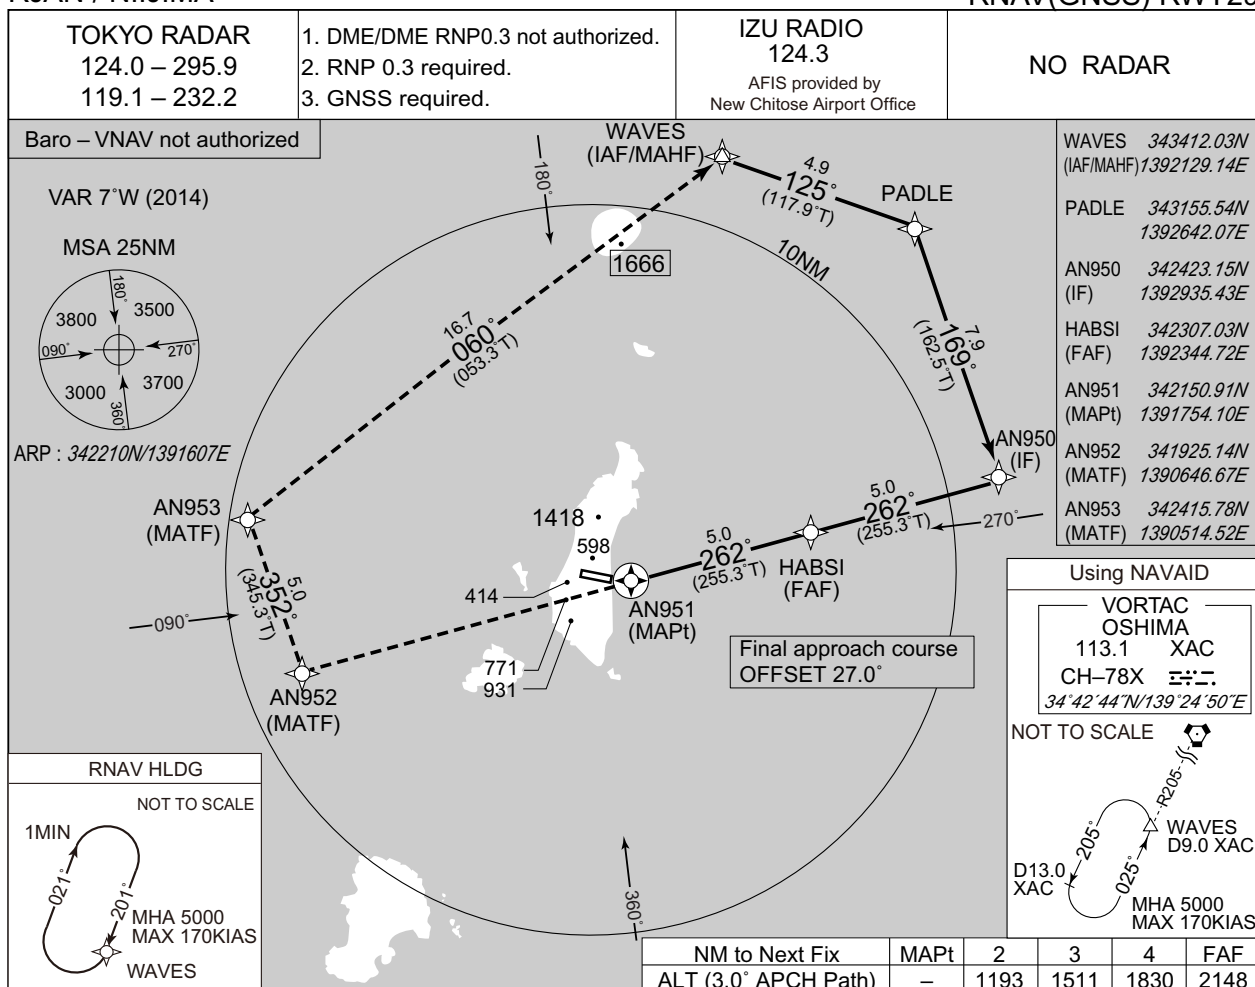 TOKYO RADAR
124.0 – 295.9
119.1 – 232.2
1. DME/DME RNP0.3 not authorized.
2. RNP 0.3 required.
3. GNSS required.
IZU RADIO
124.3
AFIS provided by
New Chitose Airport Office
NO RADAR
Baro – VNAV not authorized
VAR 7˚W (2014)
MSA 25NM
180˚
3800
3500
090˚
270˚
3000
3700
360˚
ARP : 342210N/1391607E
WAVES
(IAF/MAHF)
180˚
4.9
125˚
(117.9˚T)
PADLE
1666
10NM
16.7
060˚
(053.3˚T)
7.9
169˚
(162.5˚T)
AN950
(IF)
5.0
262˚
(255.3˚T)
270˚
HABSI
(FAF)
5.0
262˚
(255.3˚T)
AN951
(MAPt)
1418
598
414
771
931
AN953
(MATF)
5.0
352˚
(345.3˚T)
090˚
AN952
(MATF)
Final approach course
OFFSET 27.0˚
360˚
WAVES 343412.03N
(IAF/MAHF) 1392129.14E
PADLE 343155.54N
1392642.07E
AN950 342423.15N
(IF) 1392935.43E
HABSI 342307.03N
(FAF) 1392344.72E
AN951 342150.91N
(MAPt) 1391754.10E
AN952 341925.14N
(MATF) 1390646.67E
AN953 342415.78N
(MATF) 1390514.52E
Using NAVAID
VORTAC
OSHIMA
113.1 XAC
CH–78X
34˚42´44˝N/139˚24´50˝E
NOT TO SCALE
R205
205˚
025˚
WAVES
D9.0 XAC
D13.0
XAC
MHA 5000
MAX 170KIAS
RNAV HLDG
NOT TO SCALE
1MIN
021˚
201˚
MHA 5000
MAX 170KIAS
WAVES
NM to Next Fix MAPt 2 3 4 FAF
ALT (3.0˚ APCH Path) – 1193 1511 1830 2148